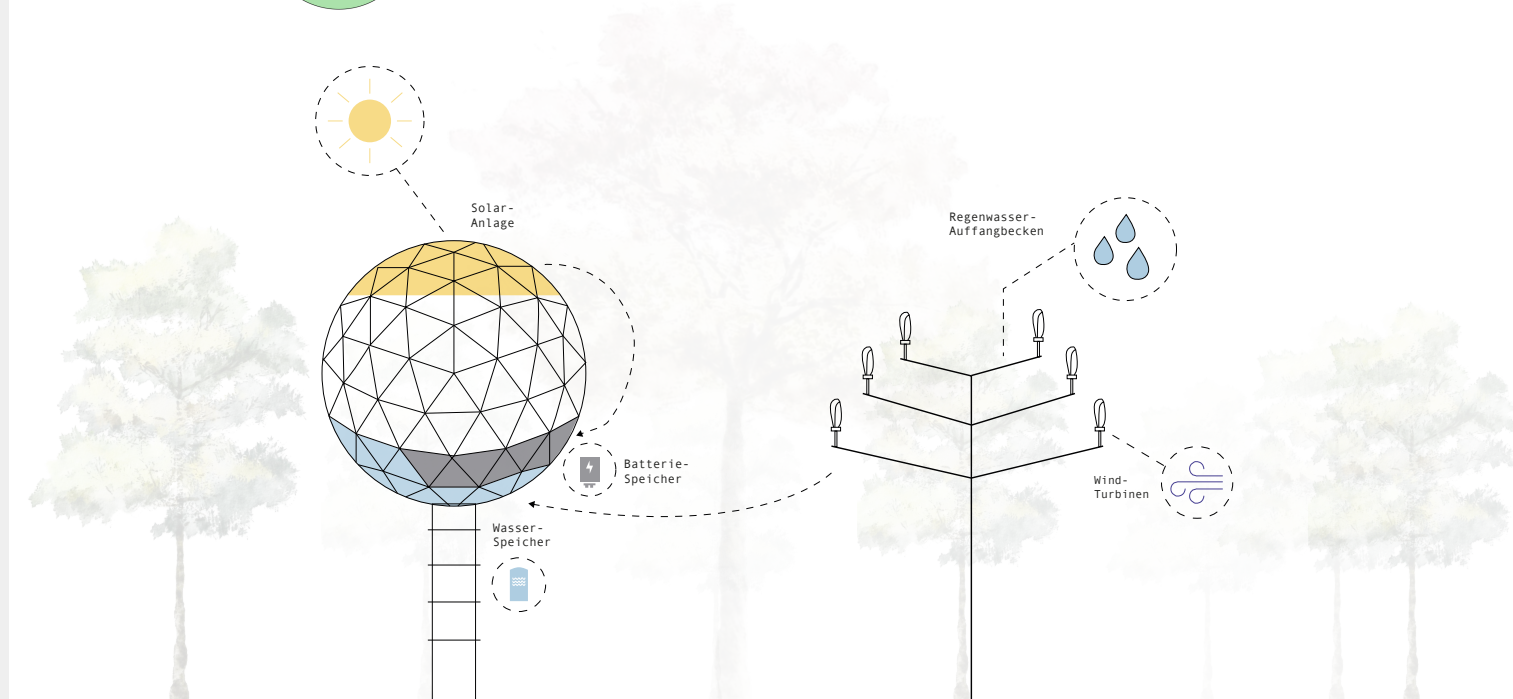 Solar-
Anlage
Regenwasser-
Auffangbecken
Batterie-
Speicher
Wind-
Turbinen
Wasser-
Speicher